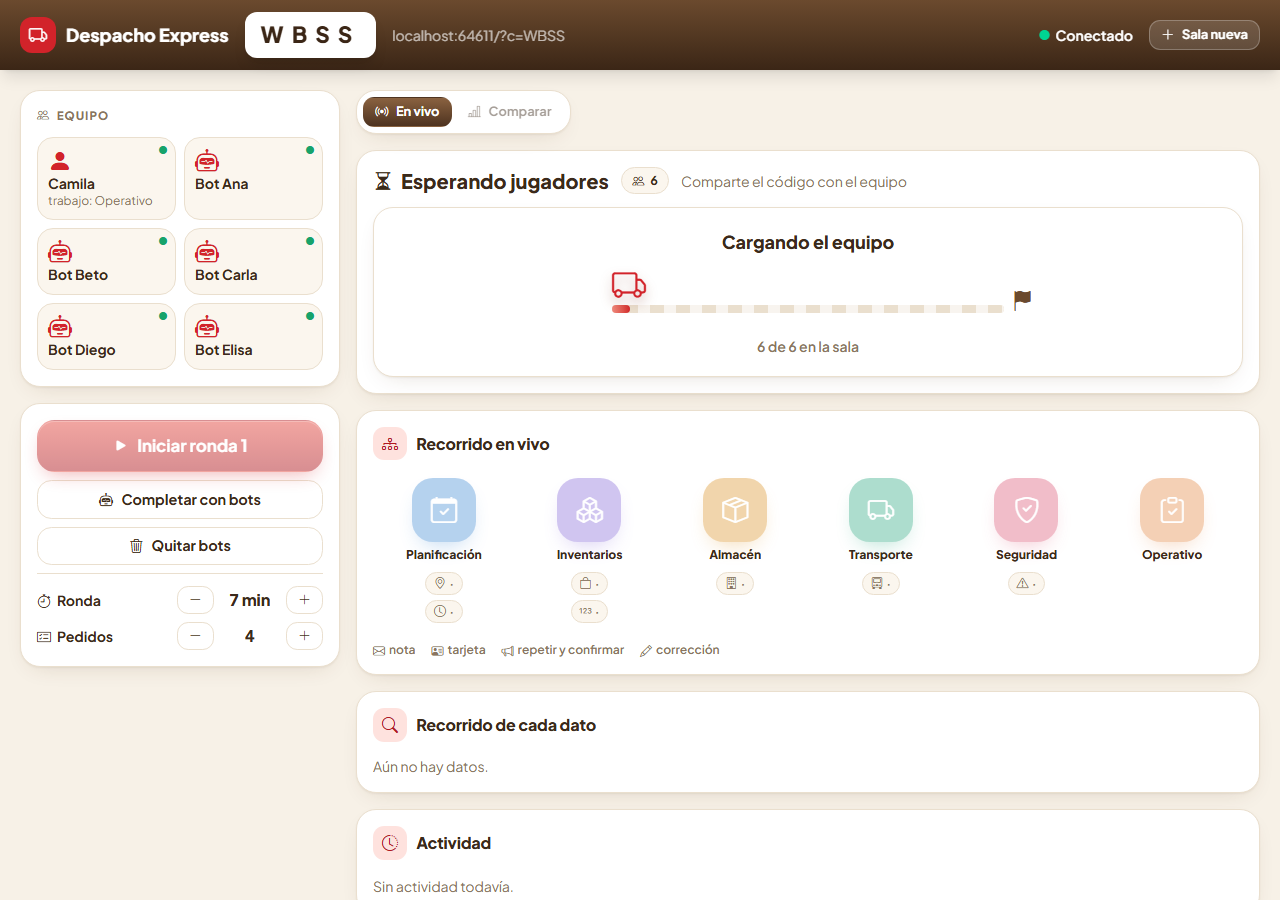 Despacho Express
WBSS
localhost:64611/?c=WBSS
Conectado
Sala nueva
EQUIPO
Camila
trabajo: Operativo
Bot Ana
Bot Beto
Bot Carla
Bot Diego
Bot Elisa
Iniciar ronda 1
Completar con bots
Quitar bots
Ronda
7 min
Pedidos
4
En vivo
Comparar
Esperando jugadores
6
Comparte el código con el equipo
Cargando el equipo
6 de 6 en la sala
Recorrido en vivo
Planificación
Inventarios
Almacén
Transporte
Seguridad
Operativo
123
nota
tarjeta
repetir y confirmar
corrección
Recorrido de cada dato
Aún no hay datos.
Actividad
Sin actividad todavía.